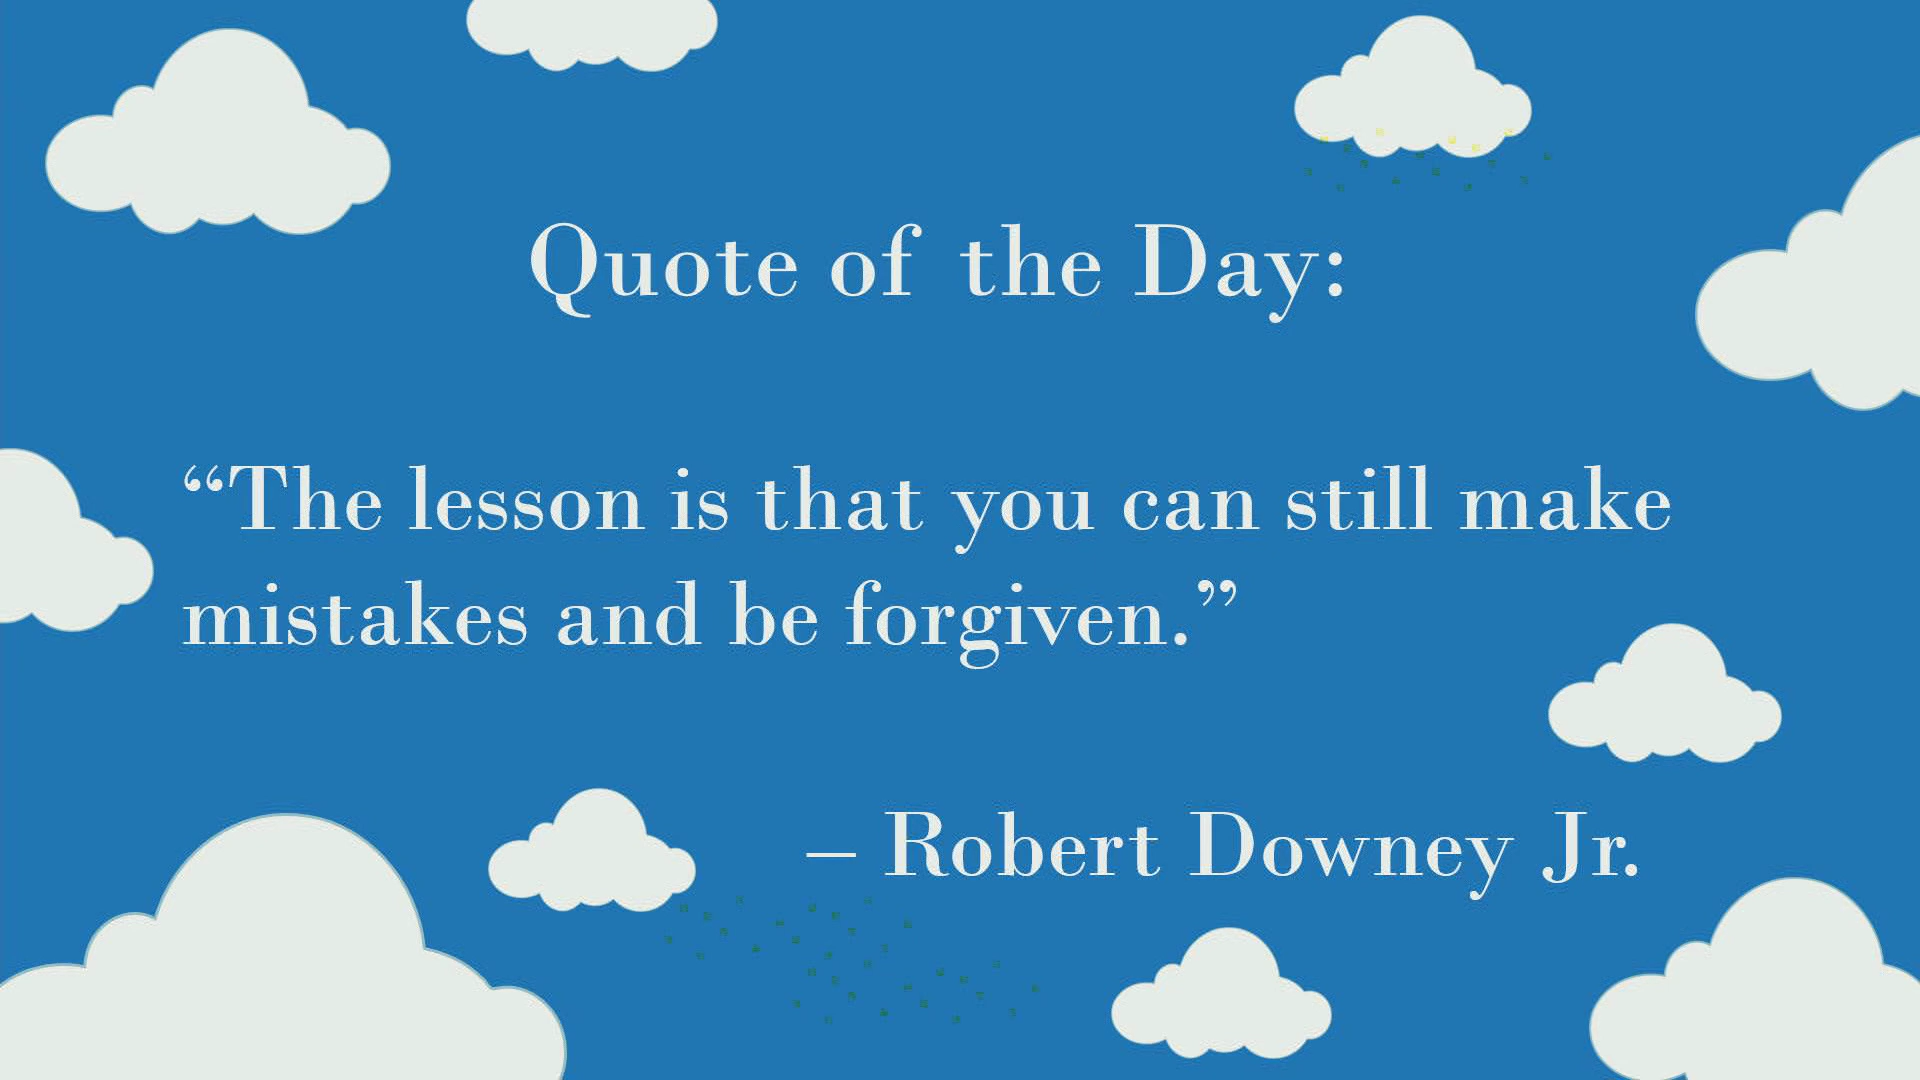 Quote of the Day:
“The lesson is that you can still make
mistakes and be forgiven.”
– Robert Downey Jr.